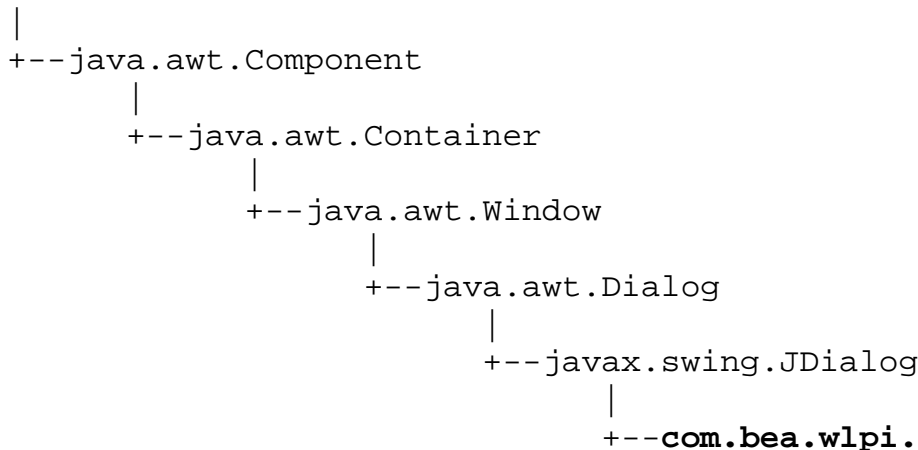 |
+--java.awt.Component
|
+--java.awt.Container
|
+--java.awt.Window
|
+--java.awt.Dialog
|
+--javax.swing.JDialog
|
+--com.bea.wlpi.